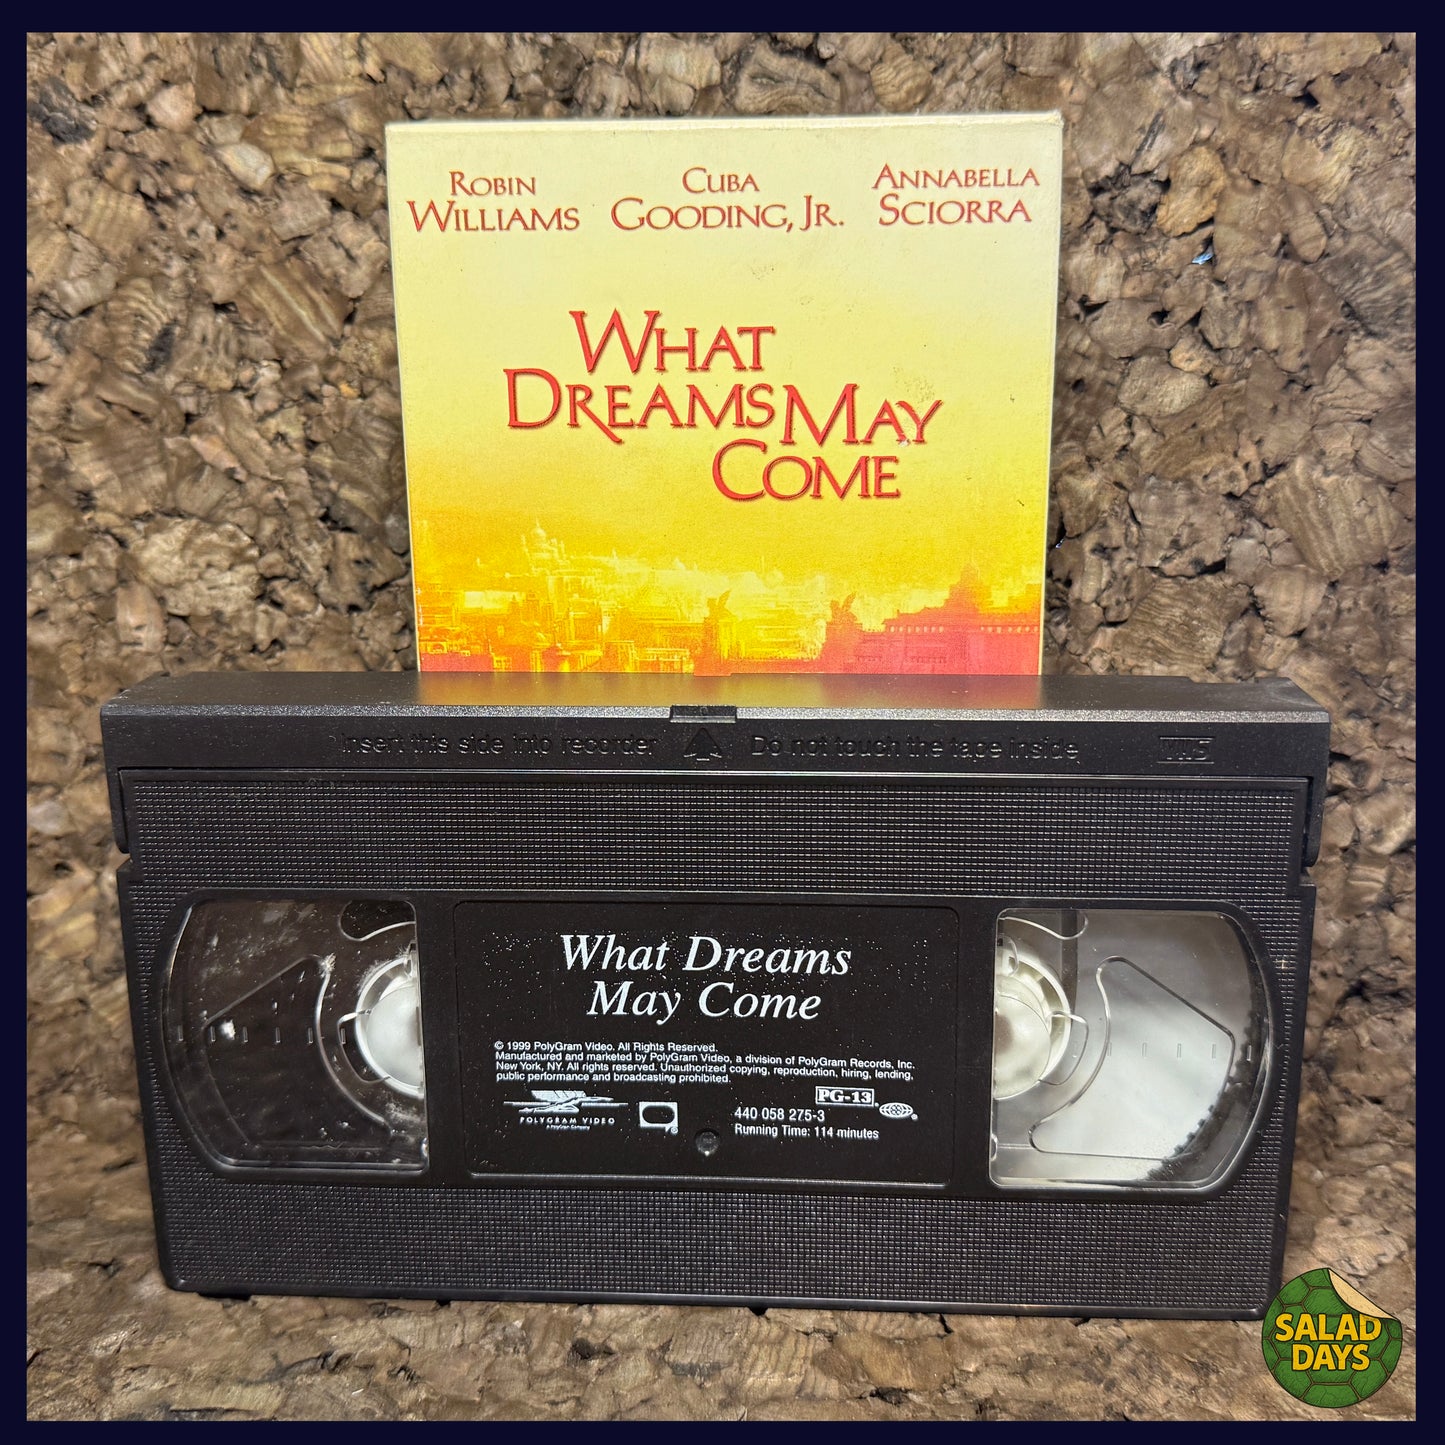 ROBIN
WILLIAMS
CUBA
GOODING, JR.
ANNABELLA
SCIORRA
WHAT
DREAMS MAY
COME
Insert this side into recorder
Do not touch the tape inside
VHS
What Dreams
May Come
© 1999 PolyGram Video. All Rights Reserved.
Manufactured and marketed by PolyGram Video, a division of PolyGram Records, Inc.
New York, NY. All rights reserved. Unauthorized copying, reproduction, hiring, lending,
public performance and broadcasting prohibited.
PG-13
POLYGRAM VIDEO
A PolyGram Company
440 058 275-3
Running Time: 114 minutes
SALAD
DAYS